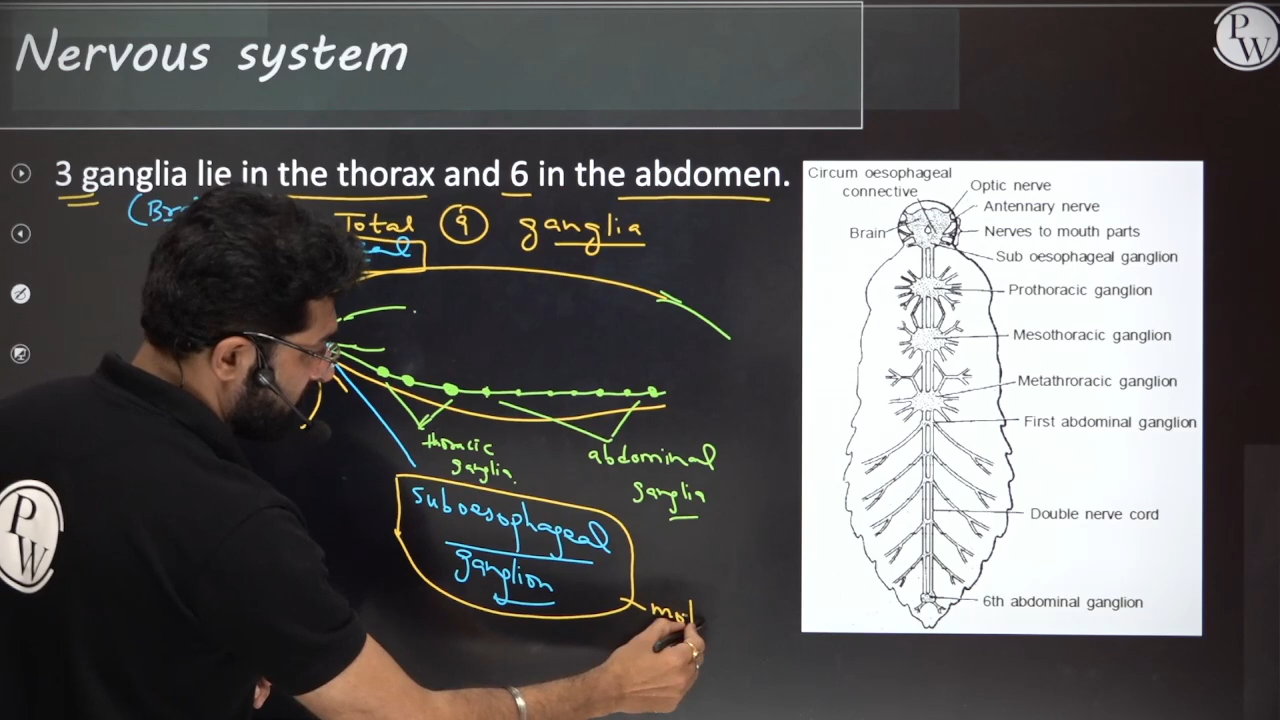 Nervous system
PW
3 ganglia lie in the thorax and 6 in the abdomen.
Total 9 ganglia
thoracic
ganglia
abdominal
ganglia
suboesophageal
ganglion
Circum oesophageal
connective
Optic nerve
Antennary nerve
Brain
Nerves to mouth parts
Sub oesophageal ganglion
Prothoracic ganglion
Mesothoracic ganglion
Metathroracic ganglion
First abdominal ganglion
Double nerve cord
6th abdominal ganglion
PW